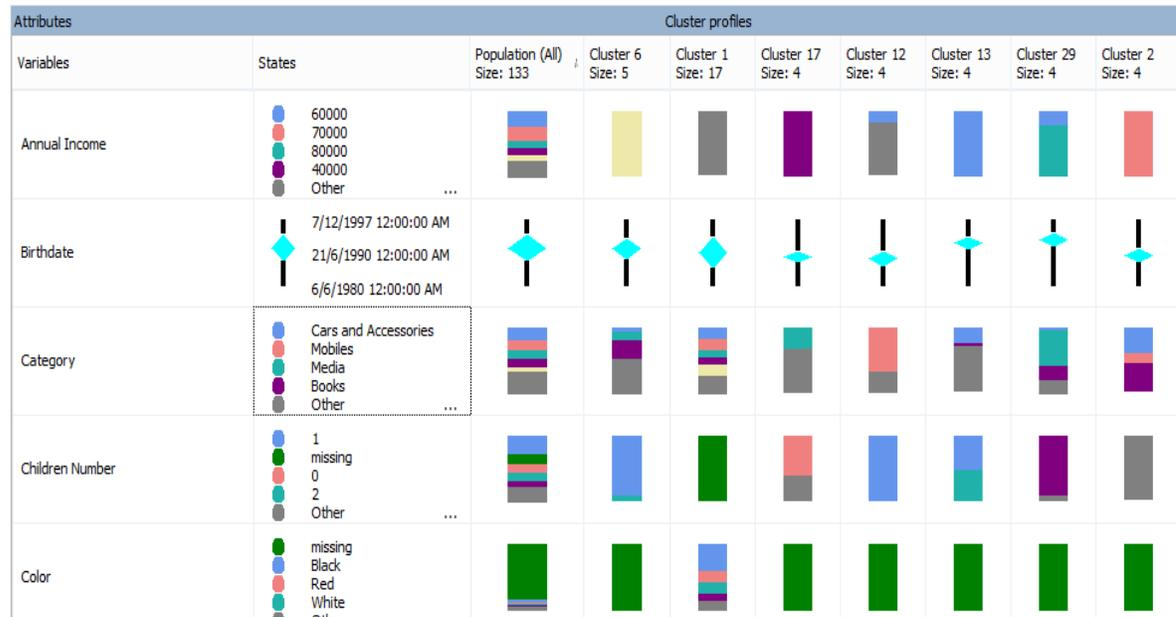 Attributes
Cluster profiles
Variables
States
Population (All)
Size: 133
Cluster 6
Size: 5
Cluster 1
Size: 17
Cluster 17
Size: 4
Cluster 12
Size: 4
Cluster 13
Size: 4
Cluster 29
Size: 4
Cluster 2
Size: 4
Annual Income
60000
70000
80000
40000
Other
...
Birthdate
7/12/1997 12:00:00 AM
21/6/1990 12:00:00 AM
6/6/1980 12:00:00 AM
Category
Cars and Accessories
Mobiles
Media
Books
Other
...
Children Number
1
missing
0
2
Other
...
Color
missing
Black
Red
White